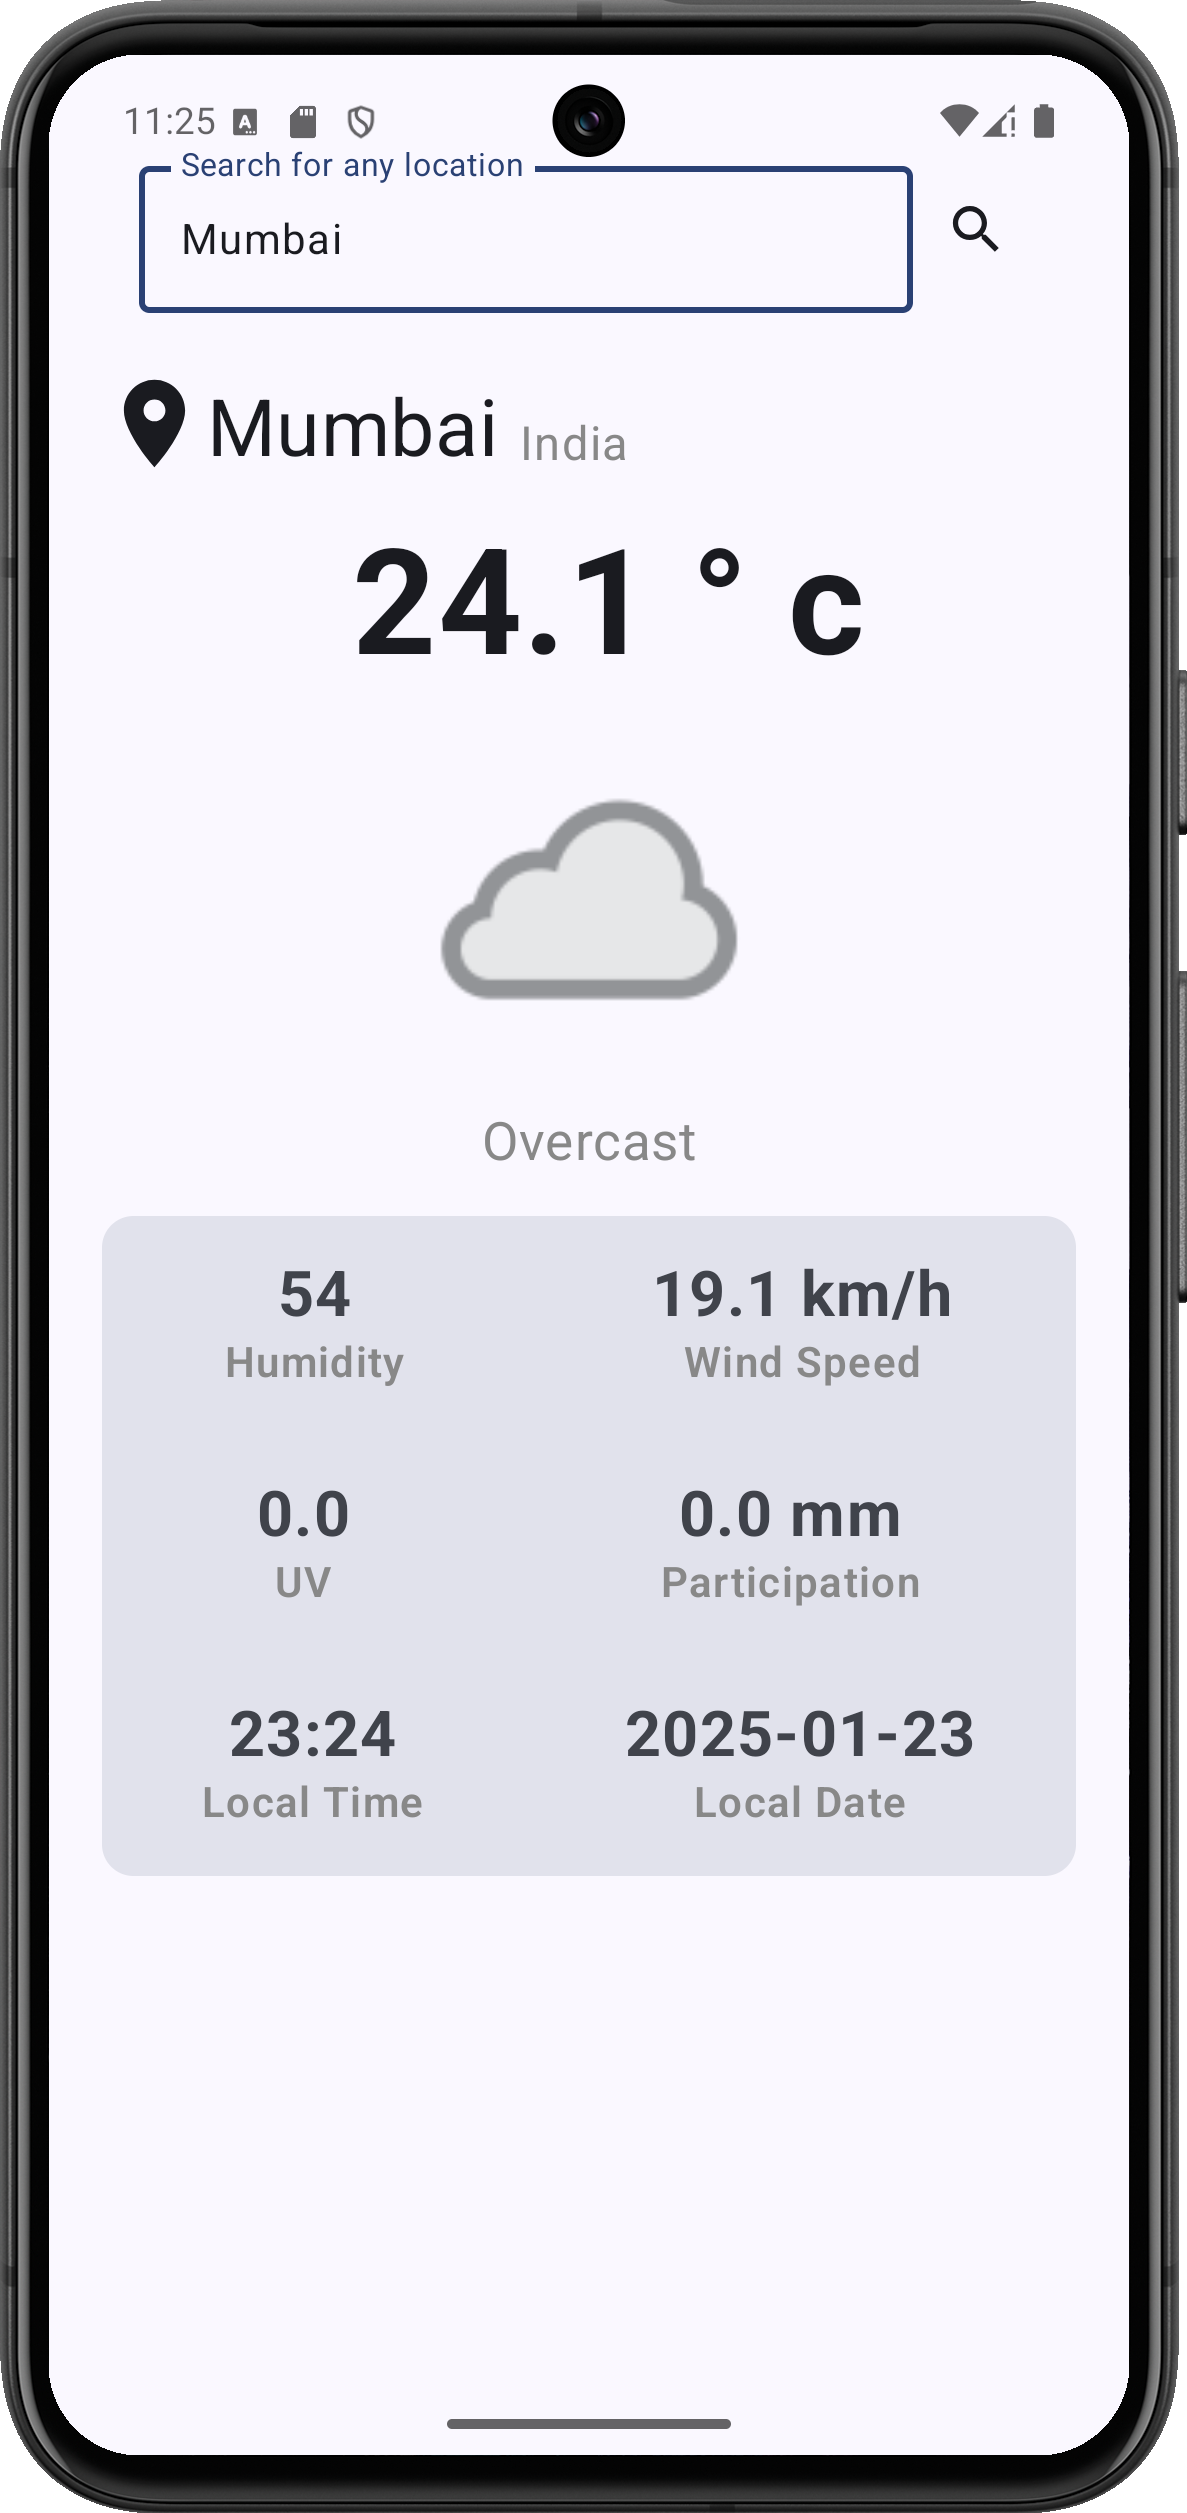 11:25
Search for any location
Mumbai
Mumbai India
24.1 ° c
Overcast
54 19.1 km/h
Humidity Wind Speed
0.0 0.0 mm
UV Participation
23:24 2025-01-23
Local Time Local Date